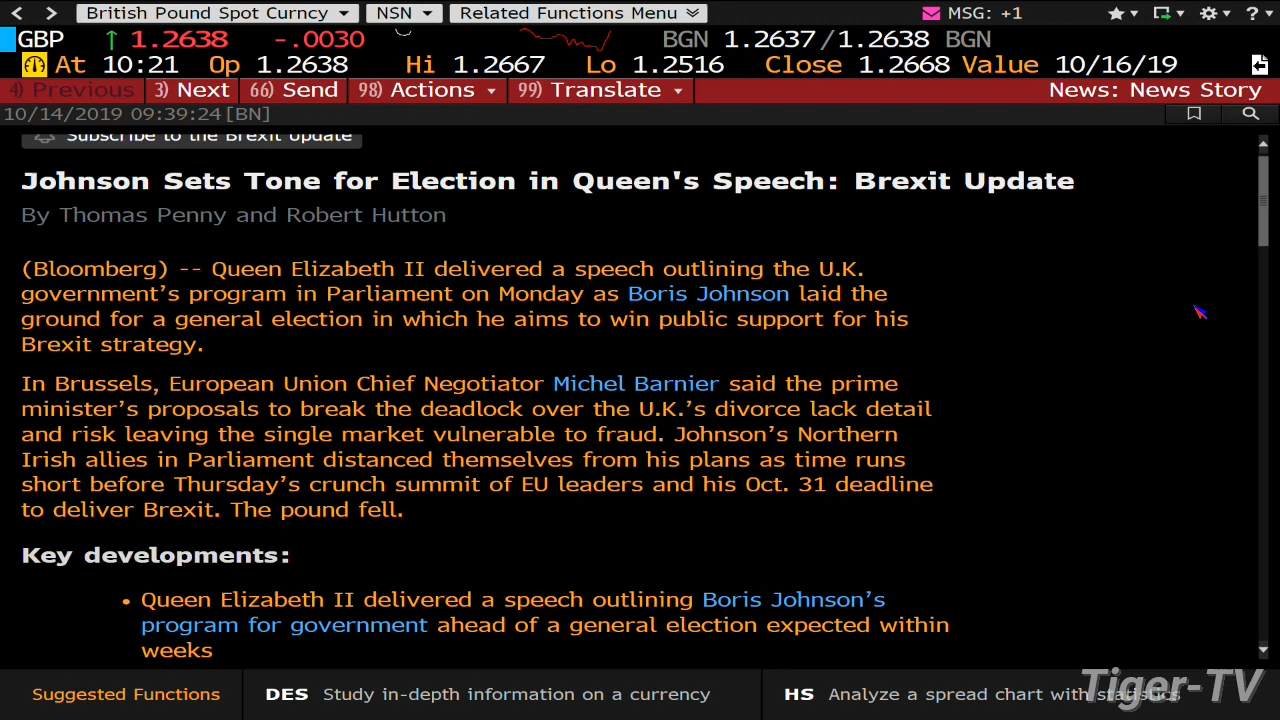 British Pound Spot Curncy NSN Related Functions Menu MSG: +1 ?
GBP ↑ 1.2638 -.0030 BGN 1.2637/1.2638 BGN
At 10:21 Op 1.2638 Hi 1.2667 Lo 1.2516 Close 1.2668 Value 10/16/19
4) Previous 3) Next 66) Send 98) Actions 99) Translate News: News Story
10/14/2019 09:39:24 [BN]
Subscribe to the Brexit Update
Johnson Sets Tone for Election in Queen's Speech: Brexit Update
By Thomas Penny and Robert Hutton
(Bloomberg) -- Queen Elizabeth II delivered a speech outlining the U.K.
government's program in Parliament on Monday as Boris Johnson laid the
ground for a general election in which he aims to win public support for his
Brexit strategy.
In Brussels, European Union Chief Negotiator Michel Barnier said the prime
minister's proposals to break the deadlock over the U.K.'s divorce lack detail
and risk leaving the single market vulnerable to fraud. Johnson's Northern
Irish allies in Parliament distanced themselves from his plans as time runs
short before Thursday's crunch summit of EU leaders and his Oct. 31 deadline
to deliver Brexit. The pound fell.
Key developments:
• Queen Elizabeth II delivered a speech outlining Boris Johnson's
program for government ahead of a general election expected within
weeks
Suggested Functions DES Study in-depth information on a currency HS Analyze a spread chart with statistics
Tiger-TV